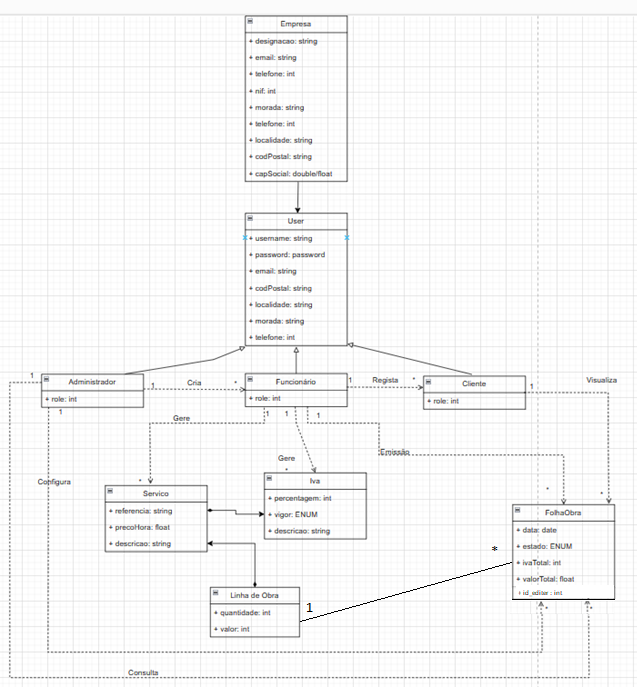 Empresa
+ designacao: string
+ email: string
+ telefone: int
+ nif: int
+ morada: string
+ telefone: int
+ localidade: string
+ codPostal: string
+ capSocial: double/float
User
+ username: string
+ password: password
+ email: string
+ codPostal: string
+ localidade: string
+ morada: string
+ telefone: int
1
Administrador
+ role: int
1
Cria
*
Funcionário
+ role: int
1
Regista
*
Cliente
+ role: int
1
Visualiza
1
1
1
1
Gere
Gere
Emissão
Configura
*
*
*
*
Servico
+ referencia: string
+ precoHora: float
+ descricao: string
Iva
+ percentagem: int
+ vigor: ENUM
+ descricao: string
FolhaObra
+ data: date
+ estado: ENUM
+ ivaTotal: int
+ valorTotal: float
+ id_editor : int
*
Linha de Obra
+ quantidade: int
+ valor: int
1
*
*
Consulta